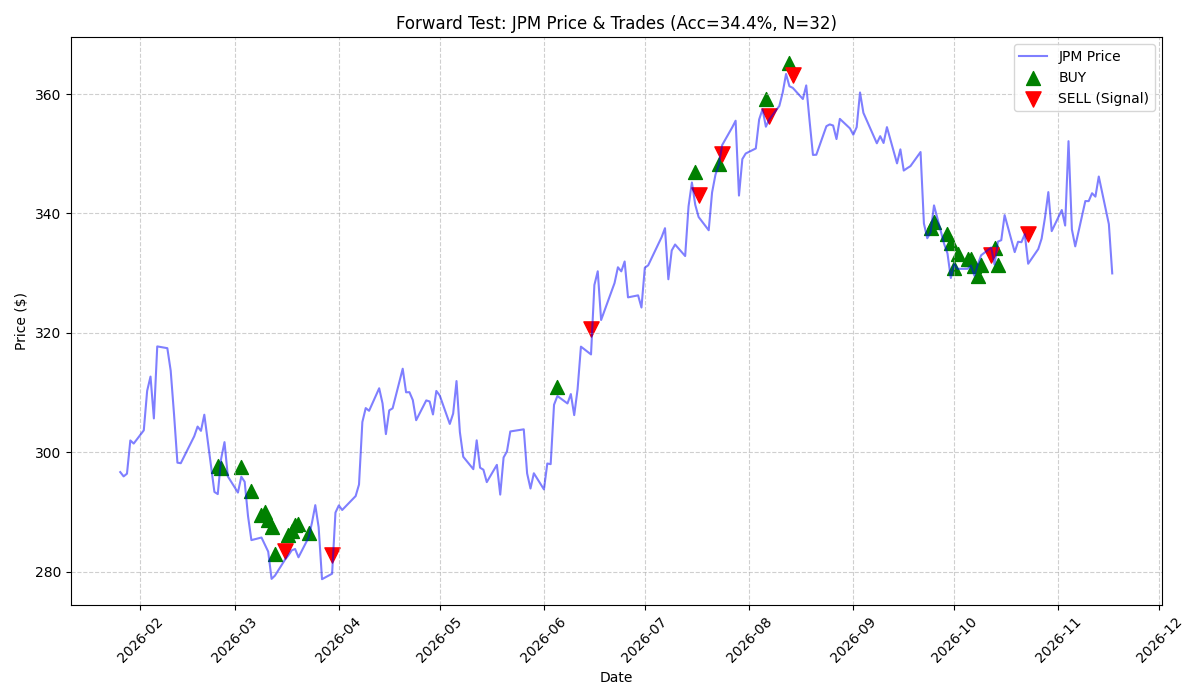 Forward Test: JPM Price & Trades (Acc=34.4%, N=32)
JPM Price
BUY
SELL (Signal)
Price ($)
360
340
320
300
280
2026-02
2026-03
2026-04
2026-05
2026-06
2026-07
2026-08
2026-09
2026-10
2026-11
2026-12
Date